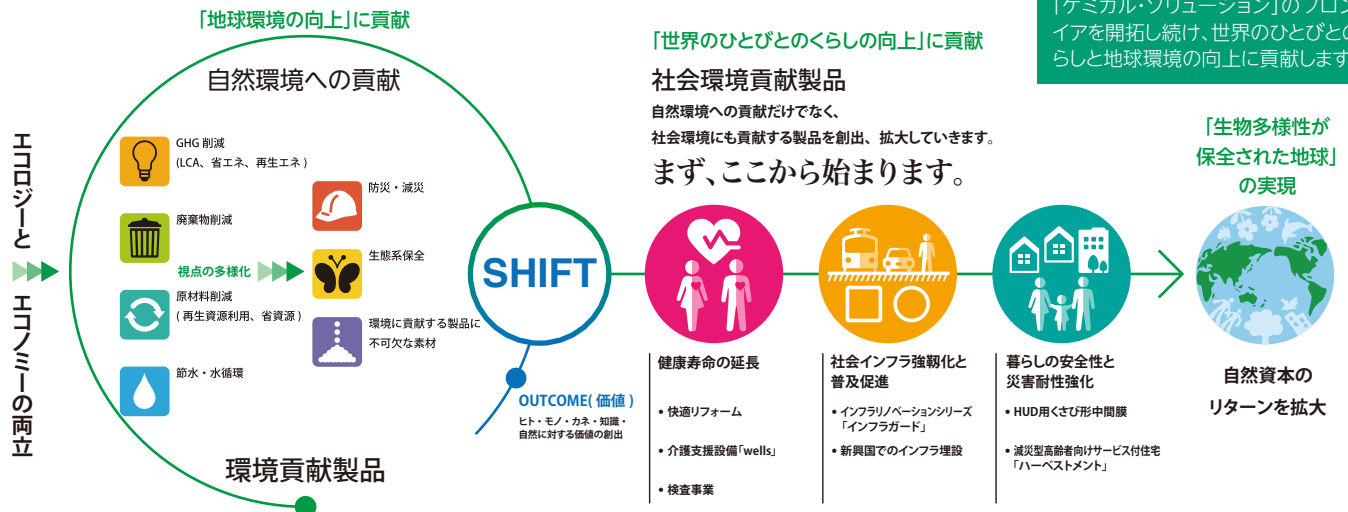 エコロジーと エコノミーの両立
「地球環境の向上」に貢献
自然環境への貢献
GHG 削減
(LCA、省エネ、再生エネ)
廃棄物削減
視点の多様化
原材料削減
(再生資源利用、省資源)
節水・水循環
防災・減災
生態系保全
環境に貢献する製品に
不可欠な素材
環境貢献製品
SHIFT
OUTCOME(価値)
ヒト・モノ・カネ・知識・
自然に対する価値の創出
「世界のひとびとのくらしの向上」に貢献
社会環境貢献製品
自然環境への貢献だけでなく、
社会環境にも貢献する製品を創出、拡大していきます。
まず、ここから始まります。
健康寿命の延長
• 快適リフォーム
• 介護支援設備「wells」
• 検査事業
社会インフラ強靱化と
普及促進
• インフラリノベーションシリーズ
「インフラガード」
• 新興国でのインフラ埋設
暮らしの安全性と
災害耐性強化
• HUD用くさび形中間膜
• 減災型高齢者向けサービス付住宅
「ハーベストメント」
「ケミカル・ソリューション」のフロン
イアを開拓し続け、世界のひとびとの
らしと地球環境の向上に貢献します
「生物多様性が
保全された地球」
の実現
自然資本の
リターンを拡大